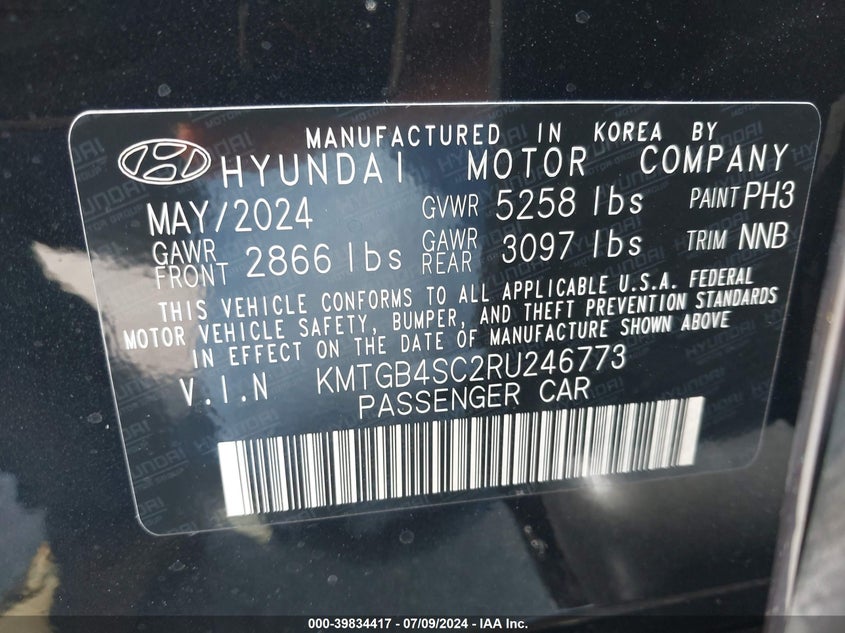 MANUFACTURED IN KOREA BY
HYUNDAI MOTOR COMPANY
MAY/2024 GVWR 5258 lbs PAINT PH3
GAWR FRONT 2866 lbs GAWR REAR 3097 lbs TRIM NNB
THIS VEHICLE CONFORMS TO ALL APPLICABLE U.S.A. FEDERAL
MOTOR VEHICLE SAFETY, BUMPER, AND THEFT PREVENTION STANDARDS
IN EFFECT ON THE DATE OF MANUFACTURE SHOWN ABOVE
V.I.N KMTGB4SC2RU246773
PASSENGER CAR
000-39834417 - 07/09/2024 - IAA Inc.